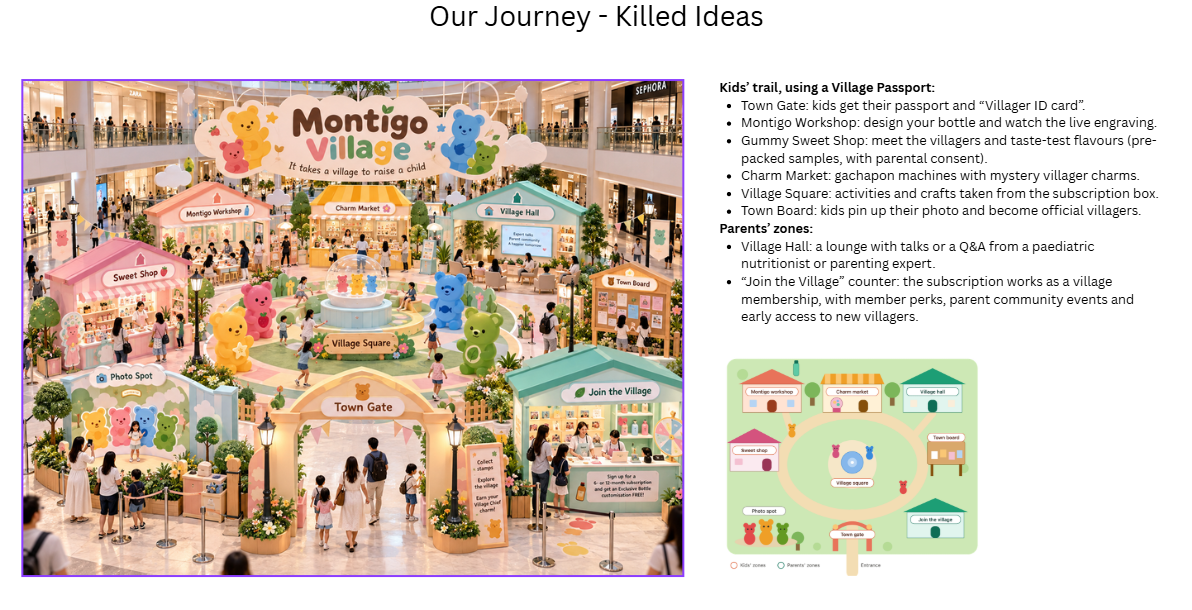 Our Journey - Killed Ideas
ZARA
SEPHORA
Montigo
Village
It takes a village to raise a child
Montigo Workshop
Charm Market
Village Hall
Expert talks
Parent community
A happier tomorrow
Sweet Shop
Town Board
Village Square
Photo Spot
Town Gate
Join the Village
Collect
stamps
Explore
the village
Earn your
Village Chief
charm!
Sign up for a
6- or 12-month subscription
and get an Exclusive Bottle
customisation FREE!
Kids’ trail, using a Village Passport:
• Town Gate: kids get their passport and “Villager ID card”.
• Montigo Workshop: design your bottle and watch the live engraving.
• Gummy Sweet Shop: meet the villagers and taste-test flavours (pre-
packed samples, with parental consent).
• Charm Market: gachapon machines with mystery villager charms.
• Village Square: activities and crafts taken from the subscription box.
• Town Board: kids pin up their photo and become official villagers.
Parents’ zones:
• Village Hall: a lounge with talks or a Q&A from a paediatric
nutritionist or parenting expert.
• “Join the Village” counter: the subscription works as a village
membership, with member perks, parent community events and
early access to new villagers.
Montigo workshop
Charm market
Village hall
Sweet shop
Town board
Village square
Photo spot
Join the village
Town gate
Kids' zones
Parents' zones
Entrance